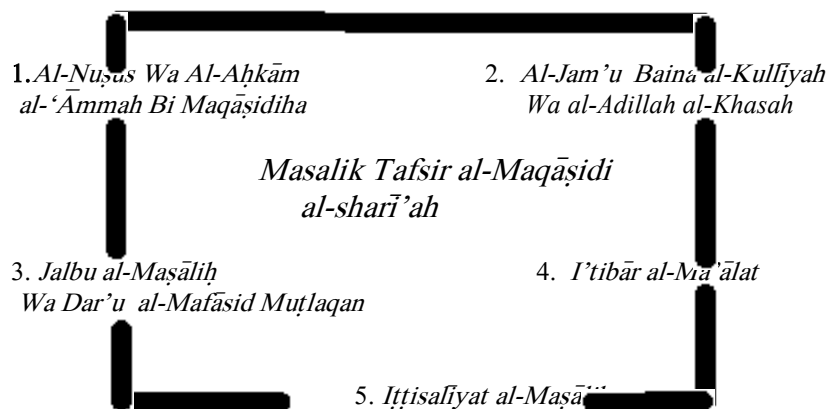 1. Al-Nuṣus Wa Al-Aḥkām
al-‘Āmmah Bi Maqāṣidiha
2. Al-Jam’u Baina al-Kullīyah
Wa al-Adillah al-Khasah
Masalik Tafsir al-Maqāṣidi
al-sharī’ah
3. Jalbu al-Maṣāliḥ
Wa Dar’u al-Mafāsid Muṭlaqan
4. I’tibār al-Ma’ālat
5. Iṭṭisalīyat